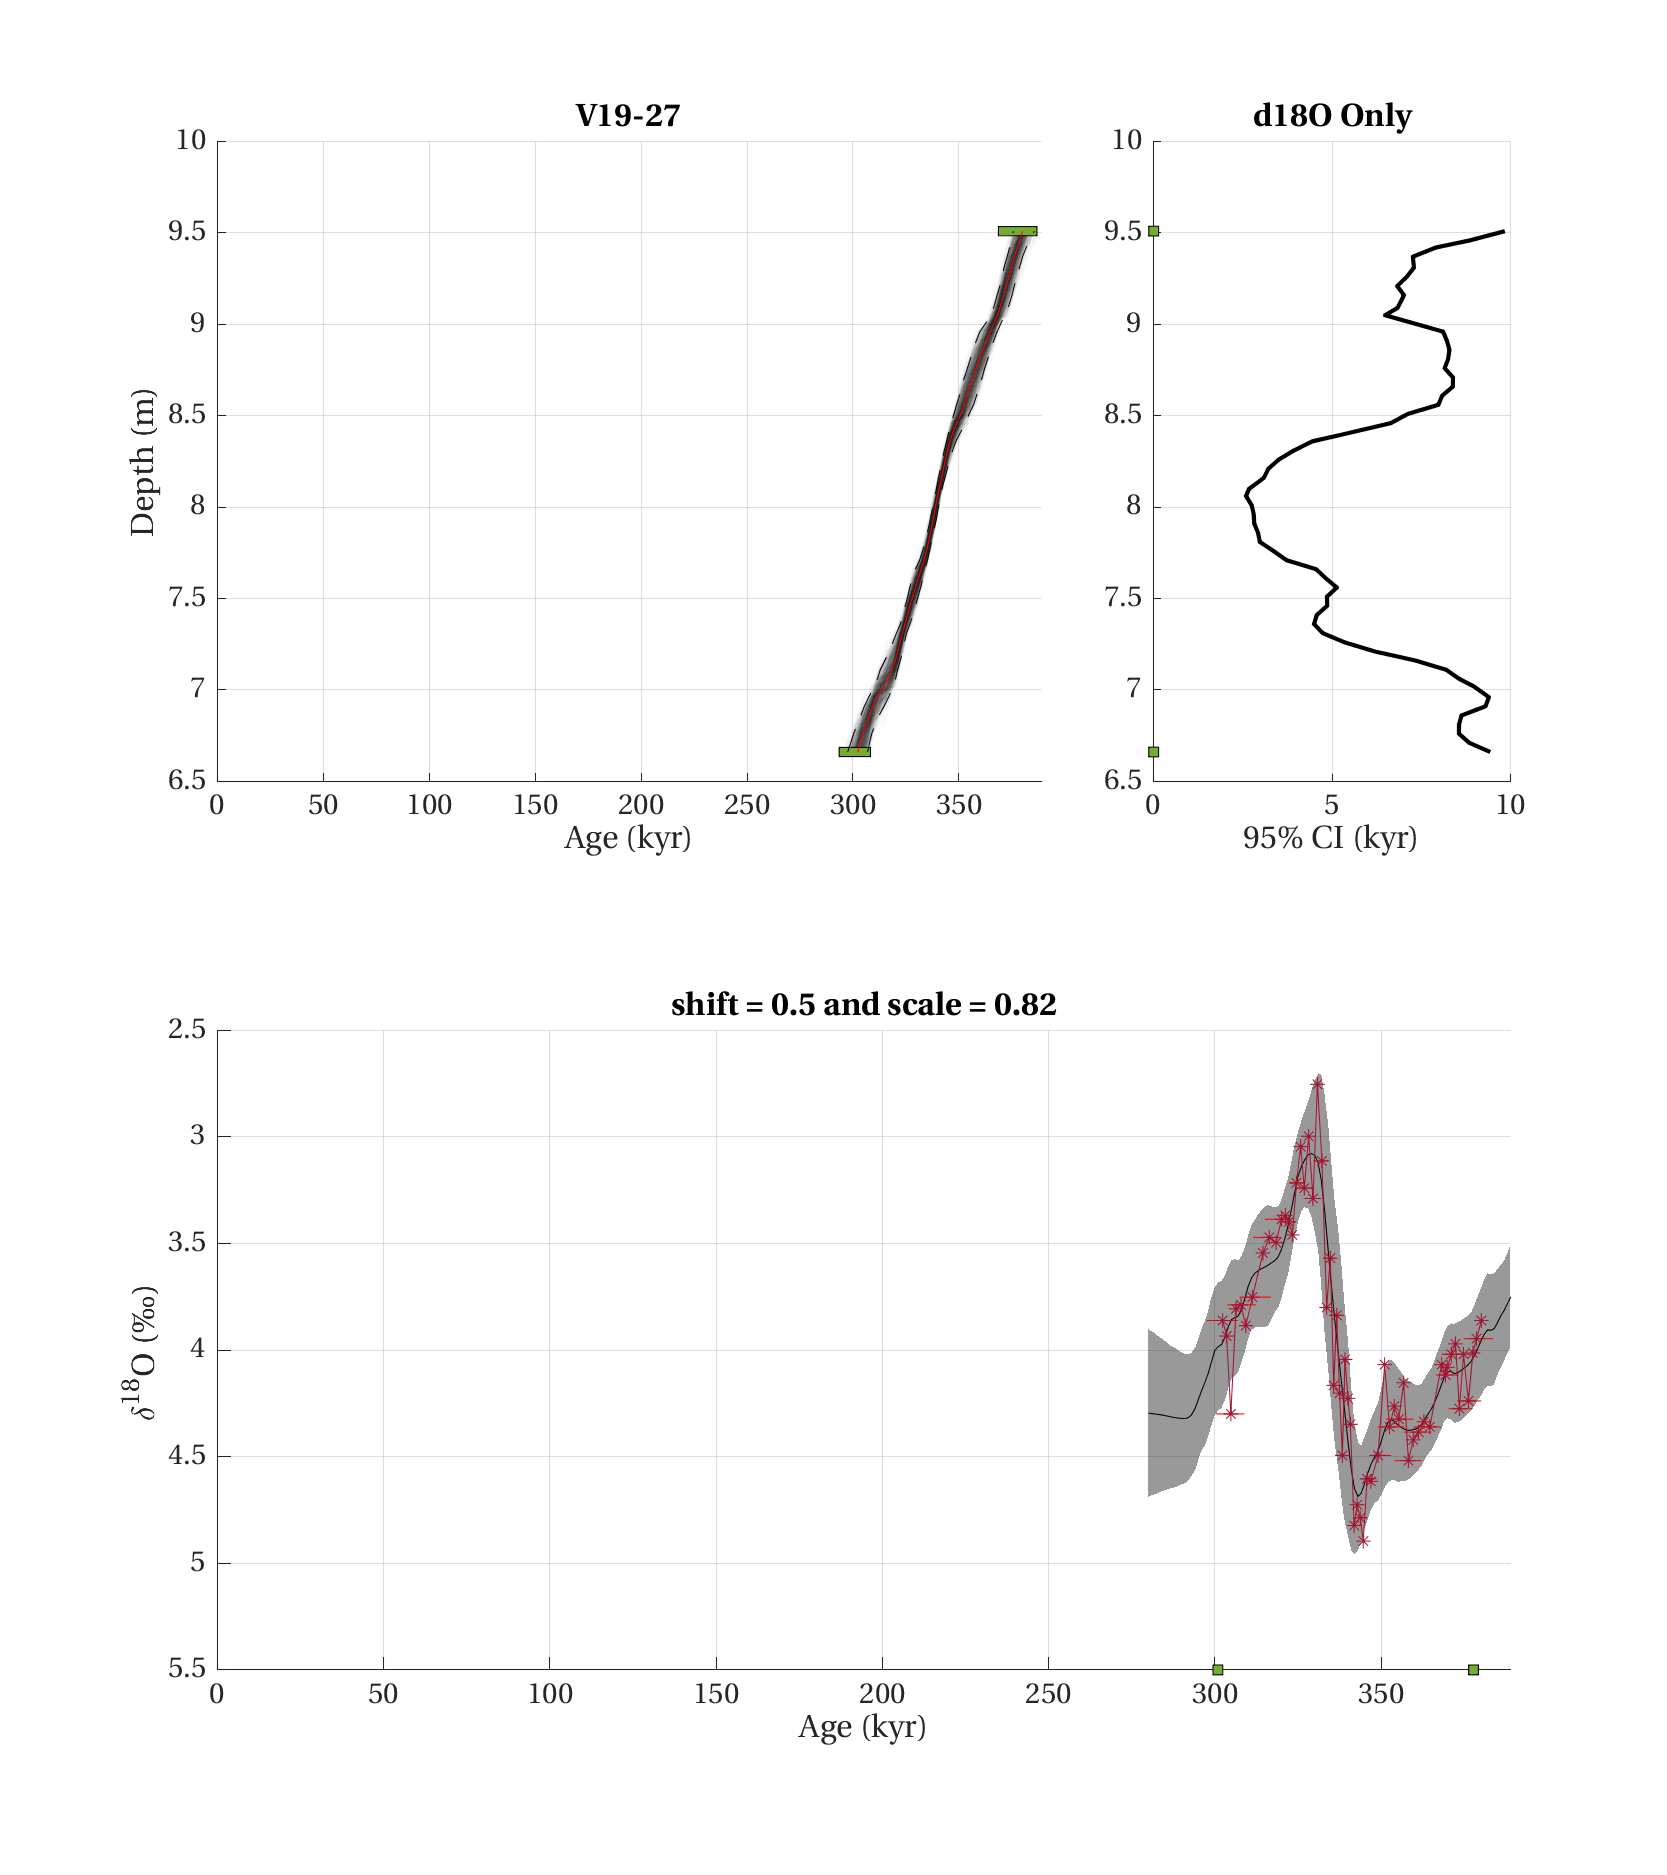 V19-27
10
9.5
9
8.5
8
7.5
7
6.5
Depth (m)
0 50 100 150 200 250 300 350
Age (kyr)
d18O Only
10
9.5
9
8.5
8
7.5
7
6.5
0 5 10
95% CI (kyr)
shift = 0.5 and scale = 0.82
2.5
3
3.5
4
4.5
5
5.5
δ¹⁸O (‰)
0 50 100 150 200 250 300 350
Age (kyr)